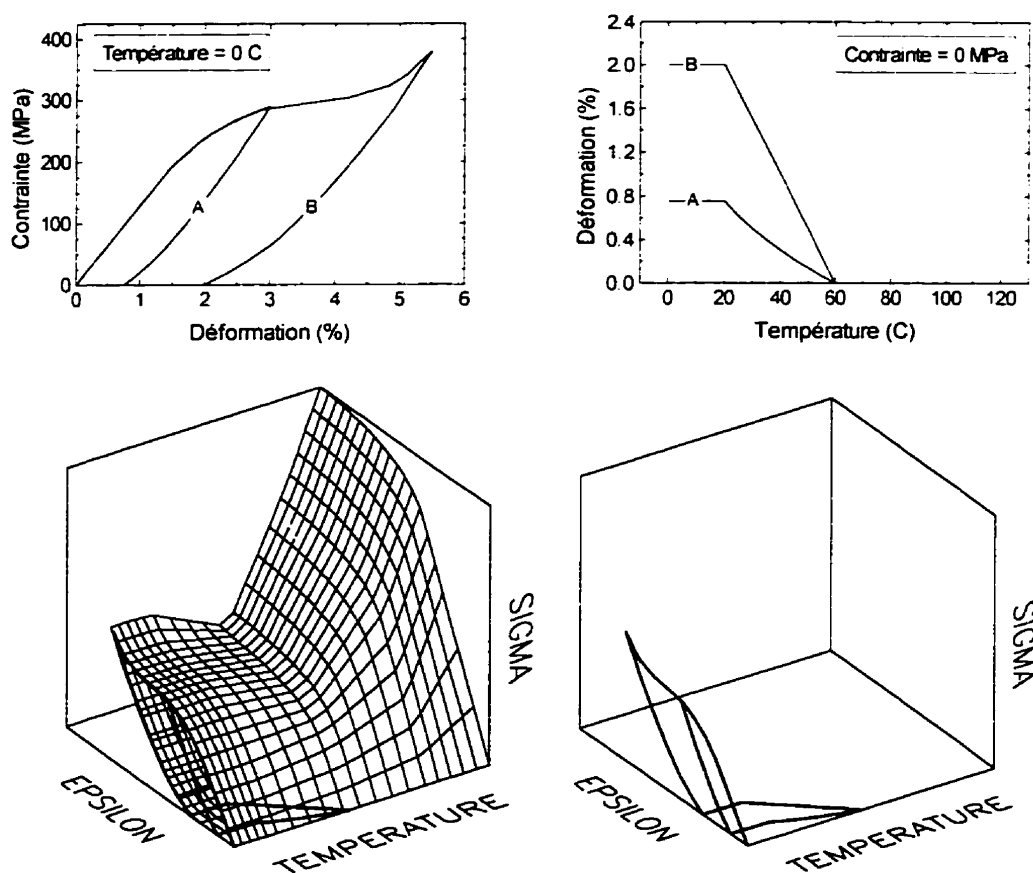 400
Température = 0 C
300
200
100
0
A
B
0 1 2 3 4 5 6
Contrainte (MPa)
Déformation (%)
2.4
2.0
1.6
1.2
0.8
0.4
0.0
Contrainte = 0 MPa
B
A
0 20 40 60 80 100 120
Déformation (%)
Température (C)
SIGMA
EPSILON
TEMPERATURE
SIGMA
EPSILON
TEMPERATURE